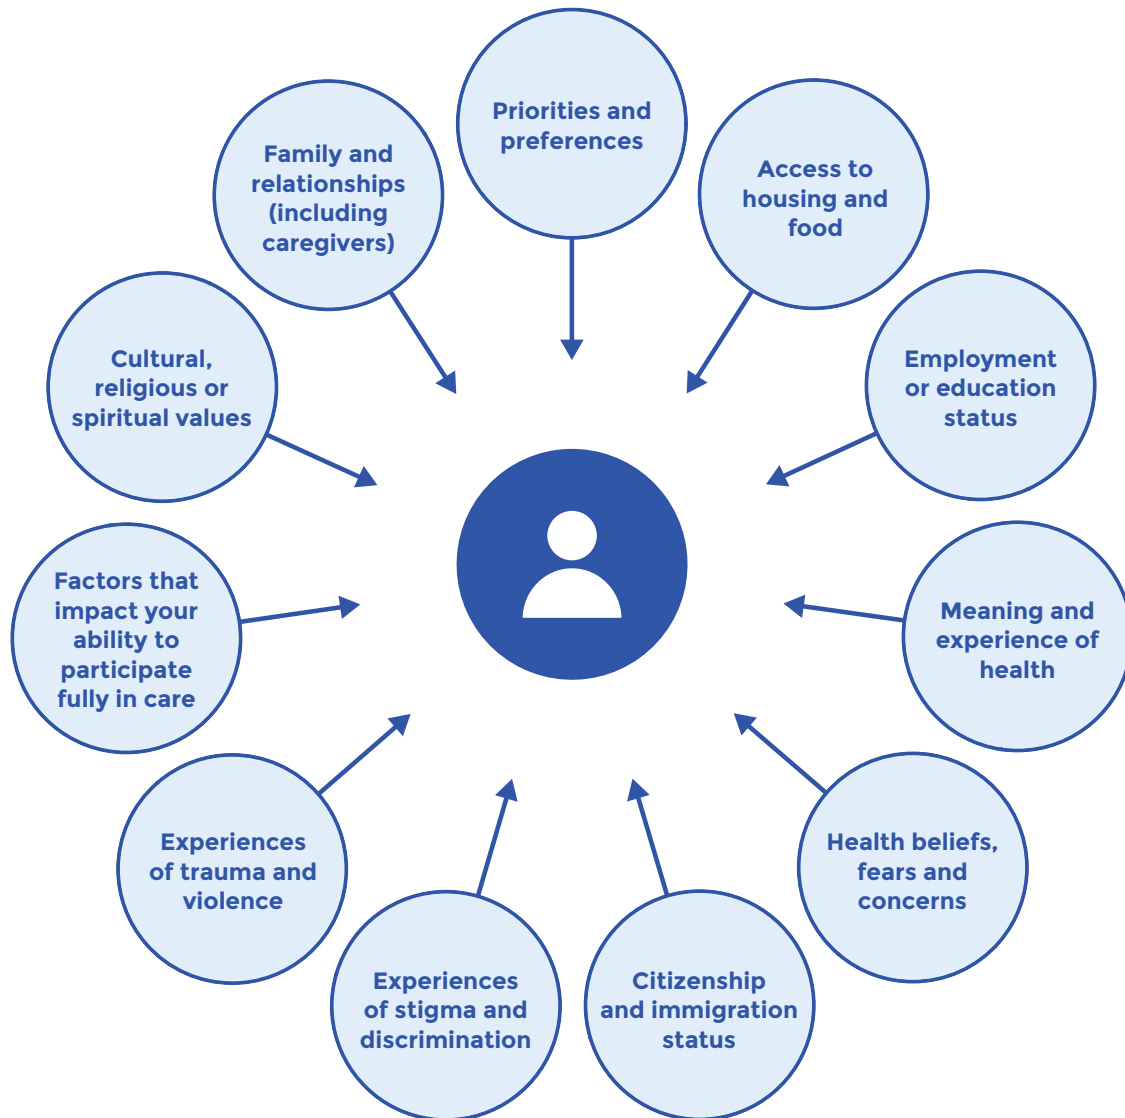 Priorities and
preferences
Access to
housing and
food
Employment
or education
status
Meaning and
experience of
health
Health beliefs,
fears and
concerns
Citizenship
and immigration
status
Experiences
of stigma and
discrimination
Experiences
of trauma and
violence
Factors that
impact your
ability to
participate
fully in care
Cultural,
religious or
spiritual values
Family and
relationships
(including
caregivers)